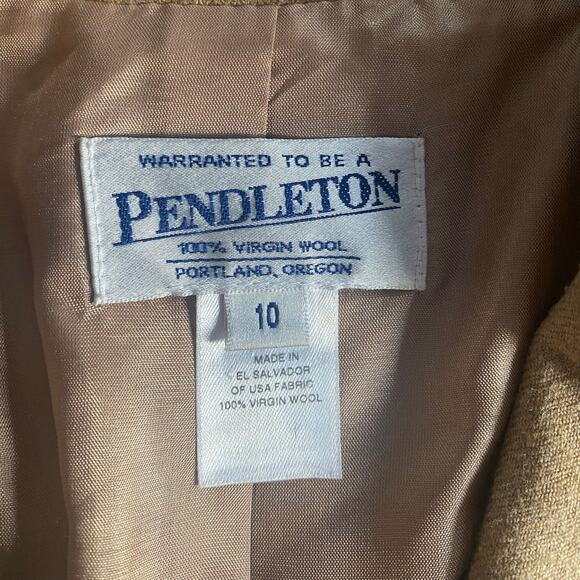 WARRANTED TO BE A
PENDLETON
100% VIRGIN WOOL
PORTLAND, OREGON
10
MADE IN
EL SALVADOR
OF USA FABRIC
100% VIRGIN WOOL